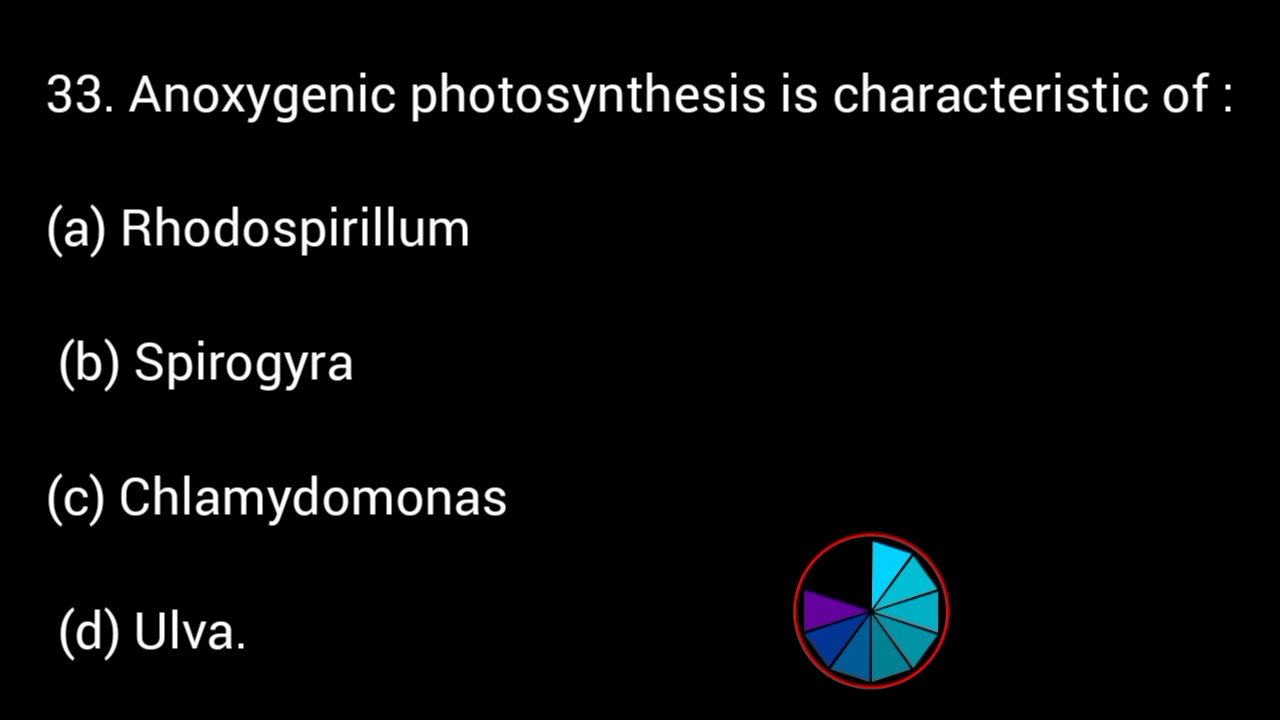 33. Anoxygenic photosynthesis is characteristic of :
(a) Rhodospirillum
(b) Spirogyra
(c) Chlamydomonas
(d) Ulva.